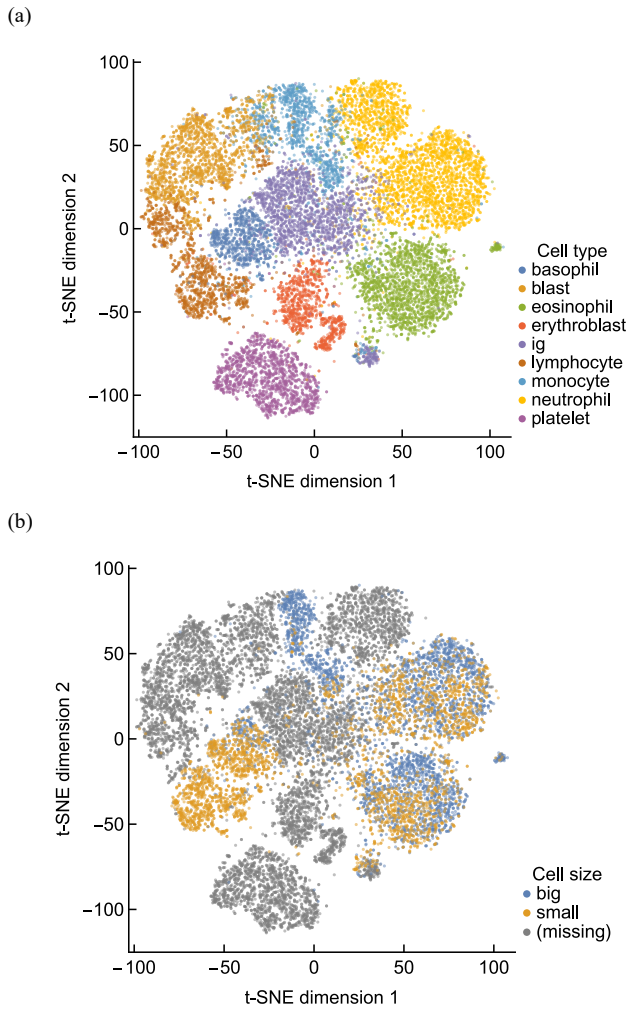 (a)
100
50
0
−50
−100
t-SNE dimension 2
−100 −50 0 50 100
t-SNE dimension 1
Cell type
basophil
blast
eosinophil
erythroblast
ig
lymphocyte
monocyte
neutrophil
platelet
(b)
100
50
0
−50
−100
t-SNE dimension 2
−100 −50 0 50 100
t-SNE dimension 1
Cell size
big
small
(missing)